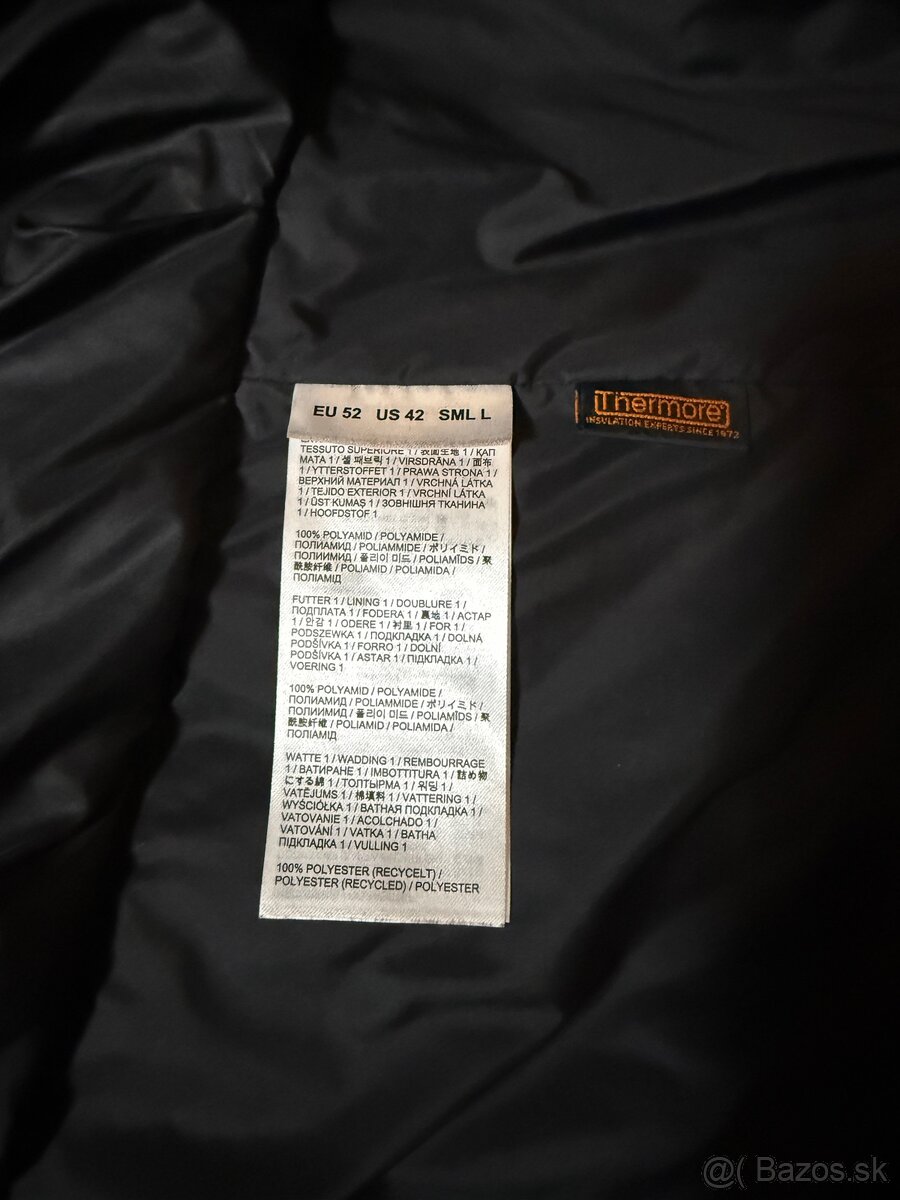 EU 52 US 42 SML L
TESSUTO SUPERIORE 1 / 表面生地 1 / ҚАП
МАТА 1 / 셀 패브릭 1 / VIRSDRĀNA 1 / 面布
1 / YTTERSTOFFET 1 / PRAWA STRONA 1 /
ВЕРХНИЙ МАТЕРИАЛ 1 / VRCHNÁ LÁTKA
1 / TEJIDO EXTERIOR 1 / VRCHNÍ LÁTKA
1 / ÜST KUMAŞ 1 / ЗОВНІШНЯ ТКАНИНА
1 / HOOFDSTOF 1
100% POLYAMID / POLYAMIDE /
ПОЛИАМИД / POLIAMMIDE / ポリイミド /
ПОЛИИМИД / 폴리이 미드 / POLIAMĪDS / 聚
酰胺纤维 / POLIAMID / POLIAMIDA /
ПОЛІАМІД
FUTTER 1 / LINING 1 / DOUBLURE 1 /
ПОДПЛАТА 1 / FODERA 1 / 裏地 1 / АСТАР
1 / 안감 1 / ODERE 1 / 衬里 1 / FOR 1 /
PODSZEWKA 1 / ПОДКЛАДКА 1 / DOLNÁ
PODŠÍVKA 1 / FORRO 1 / DOLNÍ
PODŠÍVKA 1 / ASTAR 1 / ПІДКЛАДКА 1 /
VOERING 1
100% POLYAMID / POLYAMIDE /
ПОЛИАМИД / POLIAMMIDE / ポリイミド /
ПОЛИИМИД / 폴리이 미드 / POLIAMĪDS / 聚
酰胺纤维 / POLIAMID / POLIAMIDA /
ПОЛІАМІД
WATTE 1 / WADDING 1 / REMBOURRAGE
1 / ВАТИРАНЕ 1 / IMBOTTITURA 1 / 詰め物
にする綿 1 / ТОЛТЫРМА 1 / 워딩 1 /
VATĒJUMS 1 / 棉填料 1 / VATTERING 1 /
WYŚCIÓŁKA 1 / ВАТНАЯ ПОДКЛАДКА 1 /
VATOVANIE 1 / ACOLCHADO 1 /
VATOVÁNÍ 1 / VATKA 1 / ВАТНА
ПІДКЛАДКА 1 / VULLING 1
100% POLYESTER (RECYCELT) /
POLYESTER (RECYCLED) / POLYESTER
Thermore
INSULATION EXPERTS SINCE 1972
@( Bazos.sk